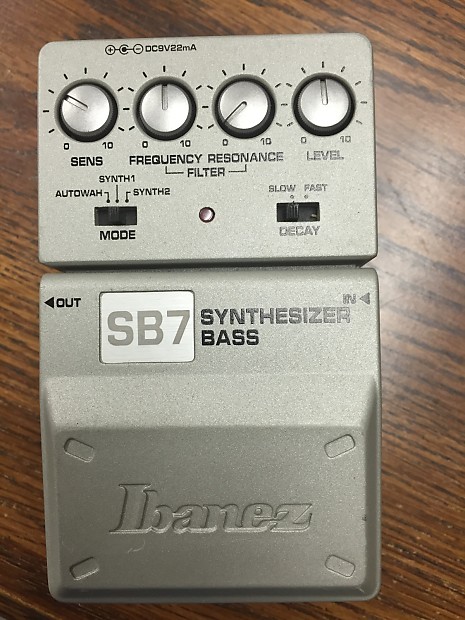 DC9V22mA
0 10 0 10 0 10 0 10
SENS FREQUENCY RESONANCE LEVEL
FILTER
SYNTH1
AUTOWAH SYNTH2
SLOW FAST
MODE
DECAY
OUT IN
SB7 SYNTHESIZER
BASS
Ibanez